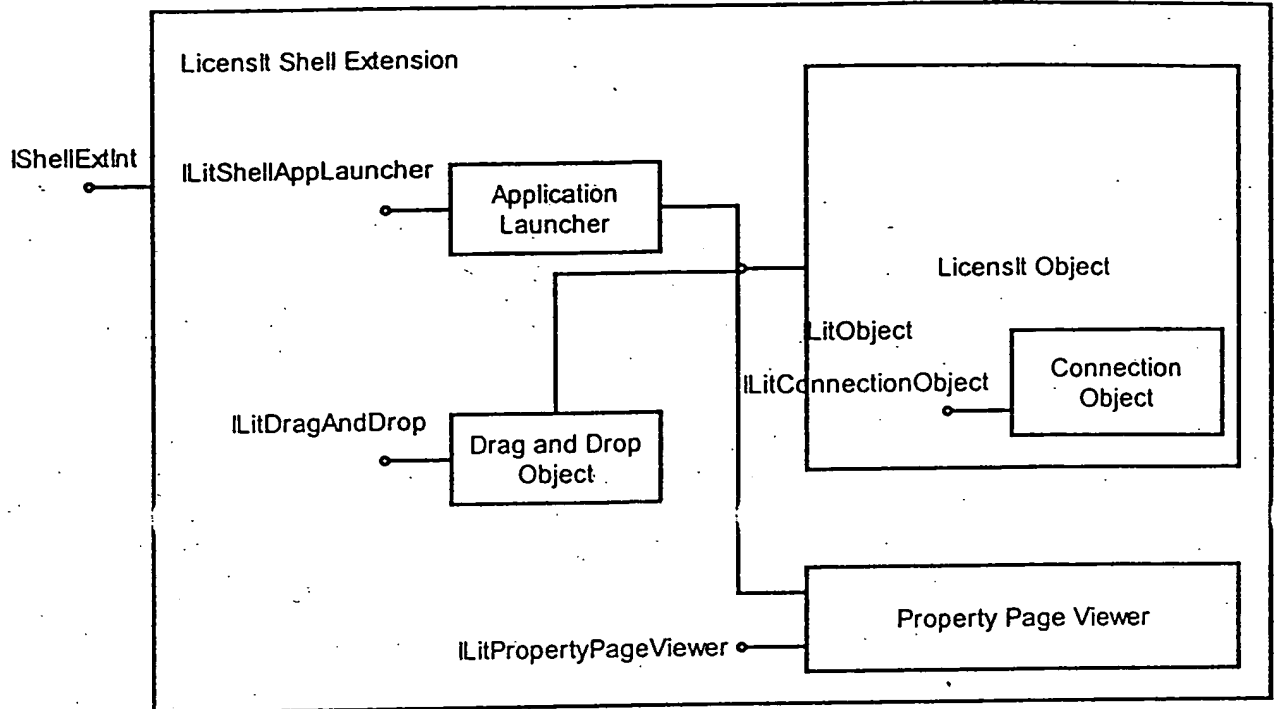 LicensIt Shell Extension
IShellExtInt
ILitShellAppLauncher
Application
Launcher
LicensIt Object
LitObject
ILitConnectionObject
Connection
Object
ILitDragAndDrop
Drag and Drop
Object
Property Page Viewer
ILitPropertyPageViewer